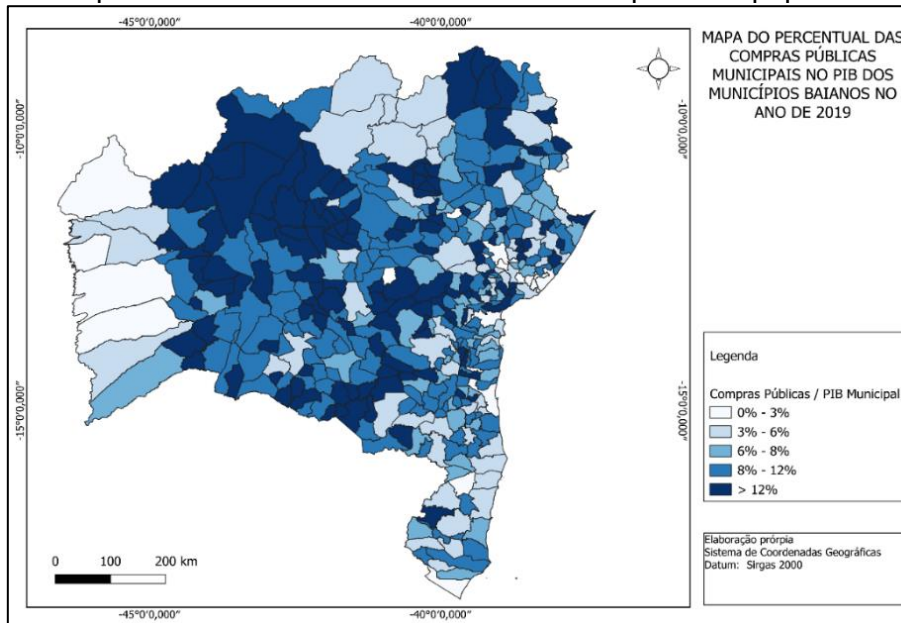 -45°0'0,000"
-40°0'0,000"
MAPA DO PERCENTUAL DAS
COMPRAS PÚBLICAS
MUNICIPAIS NO PIB DOS
MUNICÍPIOS BAIANOS NO
ANO DE 2019
-10°0'0,000"
-10°0'0,000"
-15°0'0,000"
-15°0'0,000"
Legenda
Compras Públicas / PIB Municipal
0% - 3%
3% - 6%
6% - 8%
8% - 12%
> 12%
Elaboração prórpia
Sistema de Coordenadas Geográficas
Datum: Sirgas 2000
0 100 200 km
-45°0'0,000"
-40°0'0,000"